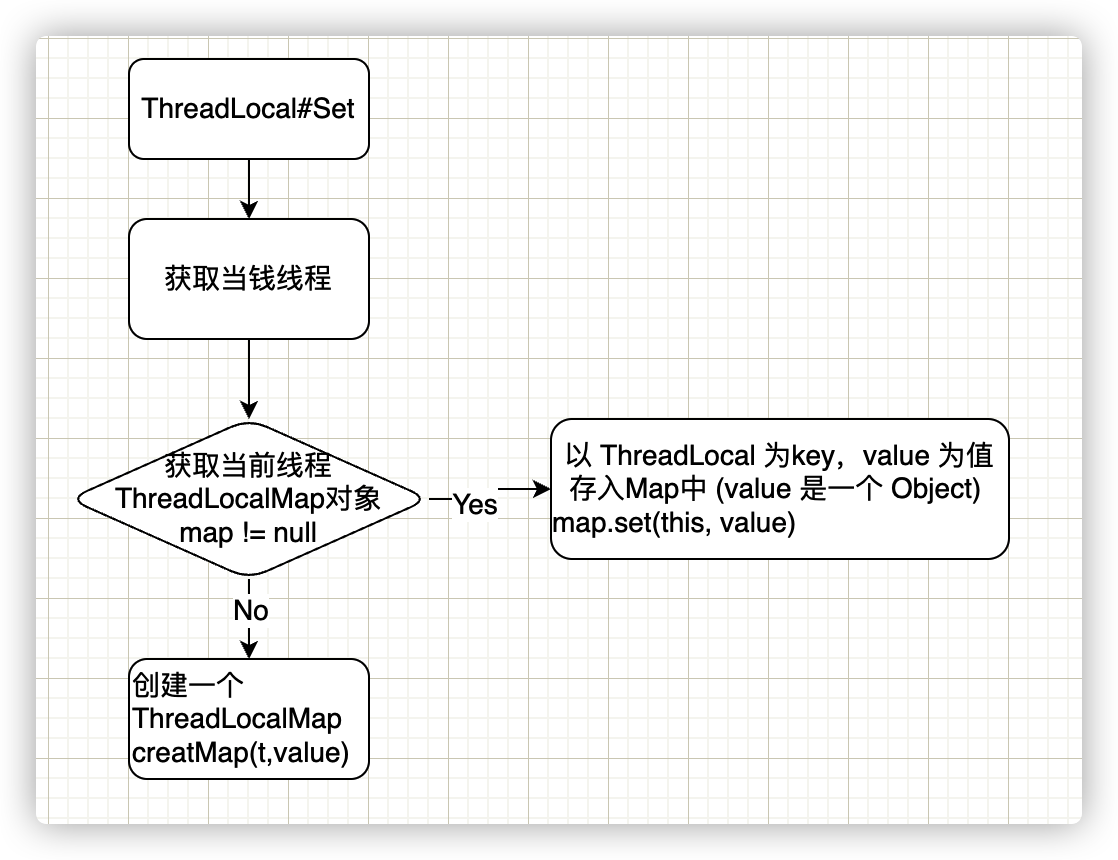 ThreadLocal#Set
获取当钱线程
获取当前线程
ThreadLocalMap对象
map != null
Yes
以 ThreadLocal 为key，value 为值
存入Map中 (value 是一个 Object)
map.set(this, value)
No
创建一个
ThreadLocalMap
creatMap(t,value)